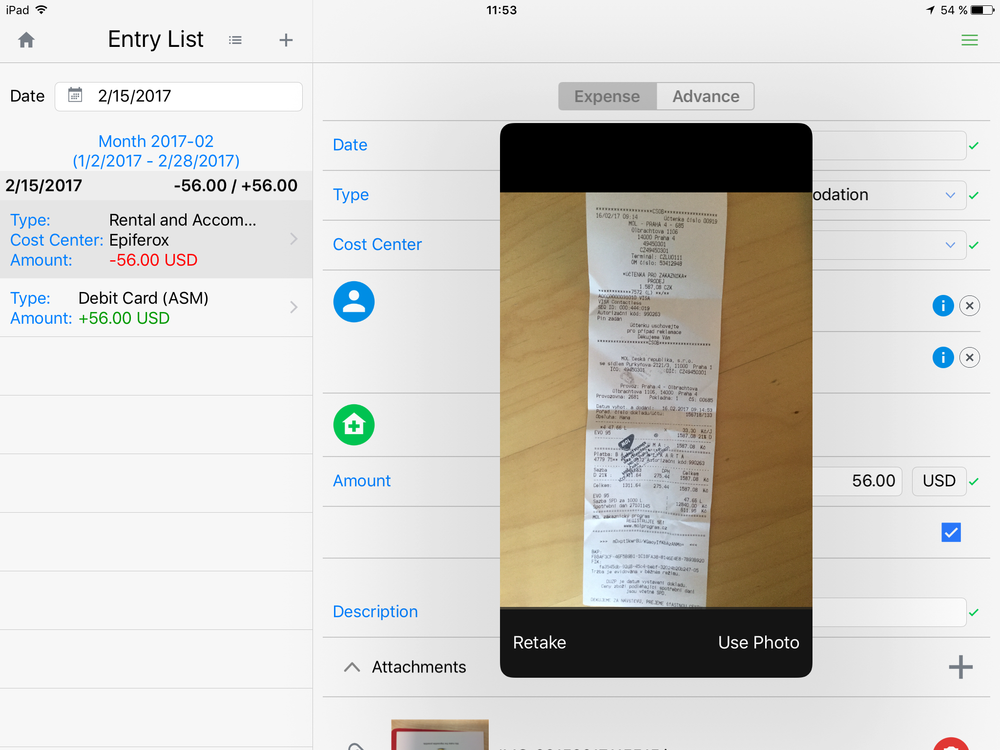 iPad
11:53
54 %
Entry List
Date
2/15/2017
Month 2017-02
(1/2/2017 - 2/28/2017)
2/15/2017 -56.00 / +56.00
Type: Rental and Accom...
Cost Center: Epiferox
Amount: -56.00 USD
Type: Debit Card (ASM)
Amount: +56.00 USD
Expense Advance
Date
Type
odation
Cost Center
Amount
56.00 USD
Description
Attachments
*******************CSOB*******************
16/02/17 09:14 Účtenka číslo 00919
MOL - PRAHA 4 - 685
Olbrachtova 1106
14000 Praha 4
49450301
CZ49450301
Terminál: CZLU0111
OM číslo: 53412948
*ÚČTENKA PRO ZÁKAZNÍKA*
PRODEJ
1.587,08 CZK
************7572 (L) **/**
A0000000031010 VISA
VISA Contactless
SEQ ID: 000:444:019
Autorizační kód: 990263
Pin zadán
Účtenku uschovejte
pro případ reklamace
Děkujeme Vám
*******************CSOB*******************
MOL Česká republika, s.r.o.
se sídlem Purkyňova 2121/3, 11000 Praha 1
IČO: 49450301 DIČ: CZ49450301
Provoz: Praha 4 - Olbrachtova
Olbrachtova 1106, 14000 Praha 4
Provozovna: 2681 Pokladna: 1 ČS: 00685
Datum vyhot. a dodání: 16.02.2017 09:14:53
Pořad. číslo dokladu/účtu: 156718/133
Obsluha: Hana
*4 47.66 L x 33.30 Kč/J
EVO 95 1587.08 21% D
MOL
U M A : 1587.08 Kč
Platba: B A K A R T A
4779 75** Autorizační kód:990263
Sazba DPH Celkem
D 21% : 1311.64 275.44 1587.08 Kč
Celkem: 1311.64 275.44 1587.08 Kč
EVO 95 : 47.66 L
Sazba SPD za 1000 L : 12840.00 Kč
Spotřební daň 27101145 : 611.95 Kč
MOL zákaznický program
REGISTRUJTE SE!
www.molprogram.cz
BKP:
FBBAF3CF-46F5B9B1-1C18FA38-8146E4E8-7B93B920
FIK:
fa3545db-92d8-45c4-bebf-32024b20b247-05
Tržba je evidována v běžném režimu.
DUZP je datum vystavení dokladu.
Ceny zboží podléhající spotřební dani
jsou včetně SPD.
DĚKUJEME ZA NÁVŠTĚVU, PŘEJEME ŠŤASTNOU CESTU
Retake Use Photo